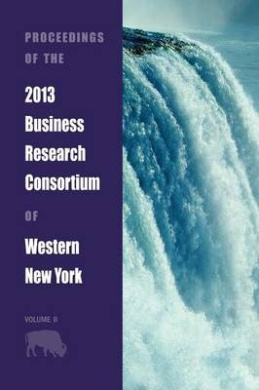 PROCEEDINGS
OF THE
2013
Business
Research
Consortium
OF
Western
New York
VOLUME II